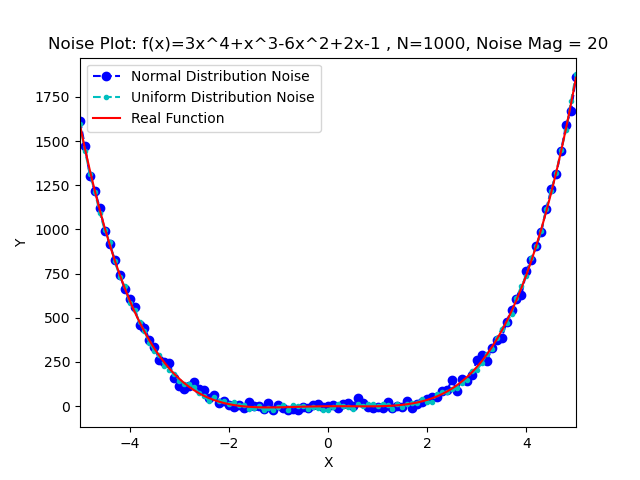 Noise Plot: f(x)=3x^4+x^3-6x^2+2x-1 , N=1000, Noise Mag = 20
Normal Distribution Noise
Uniform Distribution Noise
Real Function
Y
1750
1500
1250
1000
750
500
250
0
−4 −2 0 2 4
X